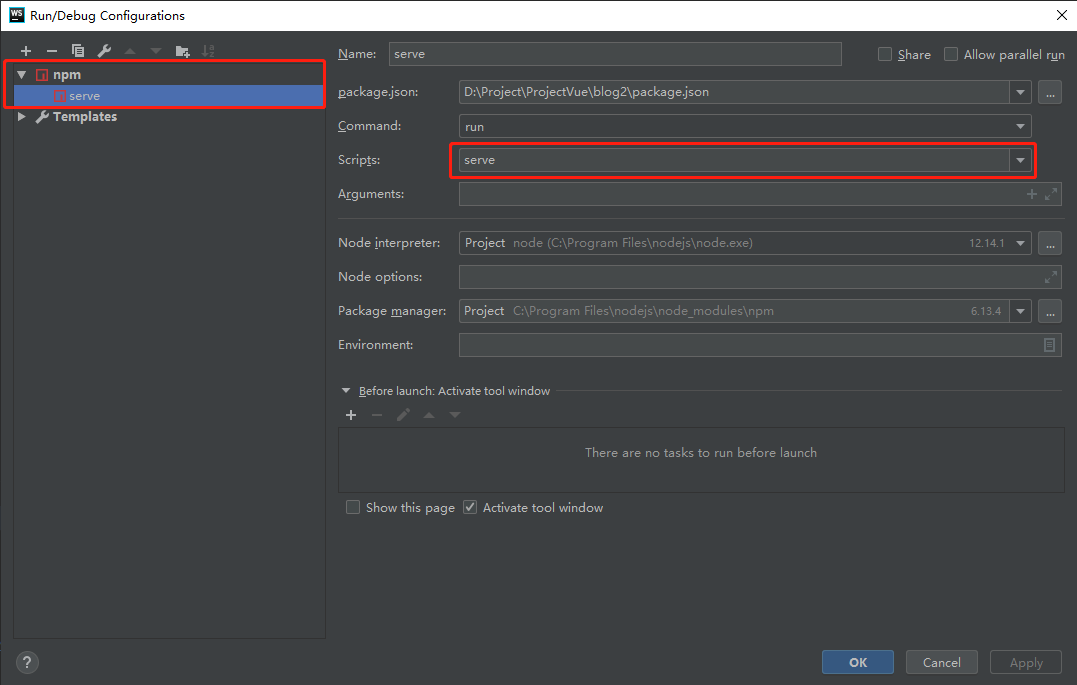 WS Run/Debug Configurations
npm
serve
Templates
Name: serve
Share
Allow parallel run
package.json: D:\Project\ProjectVue\blog2\package.json ...
Command: run
Scripts: serve
Arguments:
Node interpreter: Project node (C:\Program Files\nodejs\node.exe) 12.14.1 ...
Node options:
Package manager: Project C:\Program Files\nodejs\node_modules\npm 6.13.4 ...
Environment:
Before launch: Activate tool window
There are no tasks to run before launch
Show this page Activate tool window
? OK Cancel Apply